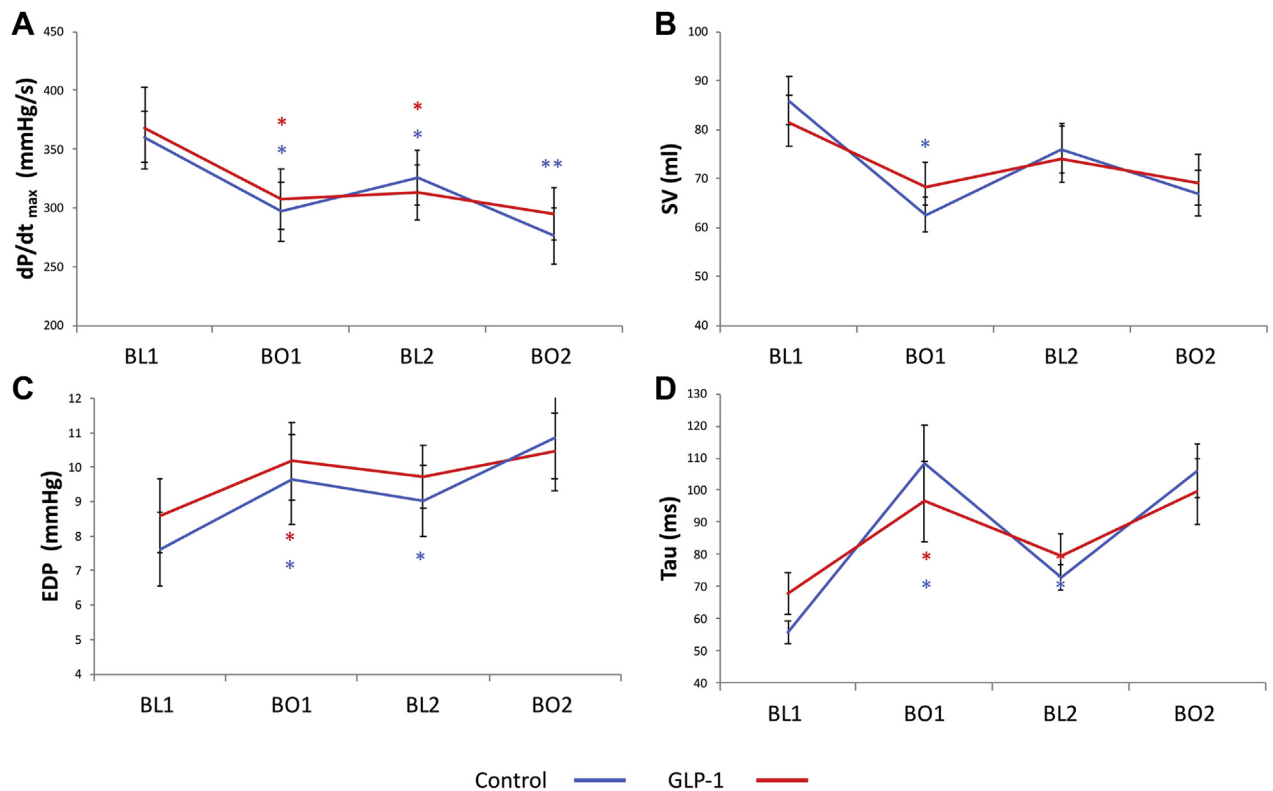 A
dP/dt max (mmHg/s)
450
400
350
300
250
200
* *
* * **
BL1 BO1 BL2 BO2
B
SV (ml)
100
90
80
70
60
50
40
*
BL1 BO1 BL2 BO2
C
EDP (mmHg)
12
11
10
9
8
7
6
5
4
*
* *
BL1 BO1 BL2 BO2
D
Tau (ms)
130
120
110
100
90
80
70
60
50
40
* *
* *
BL1 BO1 BL2 BO2
Control GLP-1